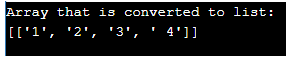 Array that is converted to list:
[['1', '2', '3', ' 4']]